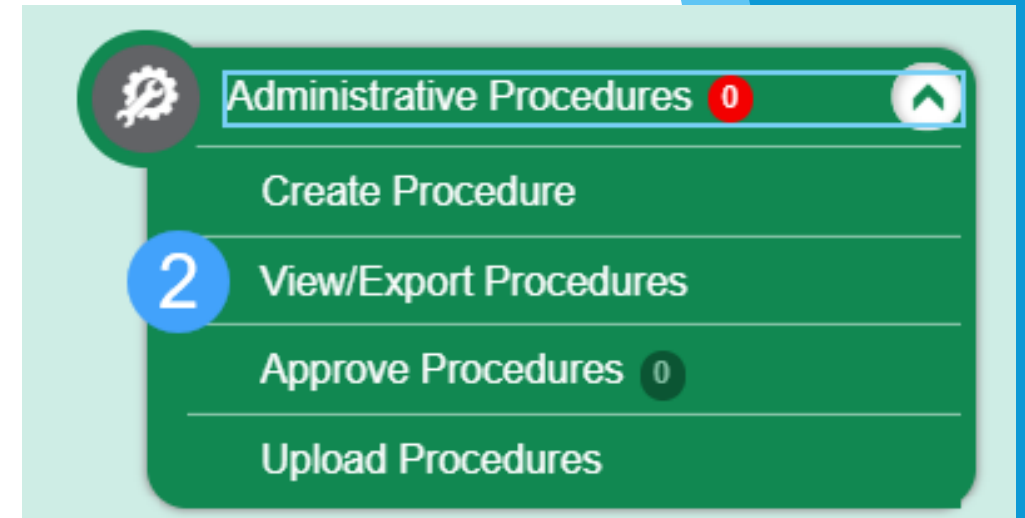 Administrative Procedures 0
Create Procedure
2 View/Export Procedures
Approve Procedures 0
Upload Procedures